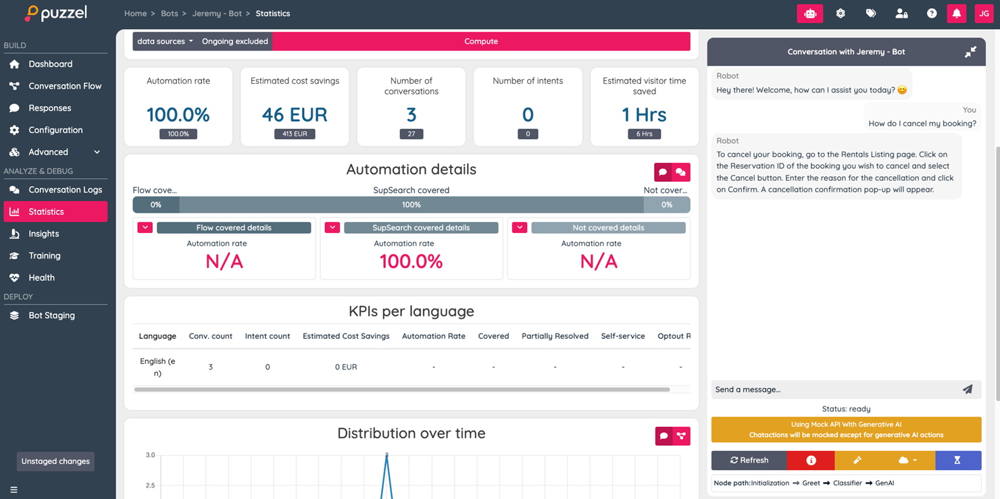 puzzel
Home > Bots > Jeremy - Bot > Statistics
JG
BUILD
Dashboard
Conversation Flow
Responses
Configuration
Advanced
ANALYZE & DEBUG
Conversation Logs
Statistics
Insights
Training
Health
DEPLOY
Bot Staging
Unstaged changes
data sources Ongoing excluded Compute
Automation rate
100.0%
100.0%
Estimated cost savings
46 EUR
413 EUR
Number of
conversations
3
27
Number of intents
0
0
Estimated visitor time
saved
1 Hrs
6 Hrs
Automation details
Flow cove... SupSearch covered Not cover...
0% 100% 0%
Flow covered details
Automation rate
N/A
SupSearch covered details
Automation rate
100.0%
Not covered details
Automation rate
N/A
KPIs per language
Language Conv. count Intent count Estimated Cost Savings Automation Rate Covered Partially Resolved Self-service Optout R
English (e
n) 3 0 0 EUR - - - - -
Distribution over time
3.0
3
2.5
Conversation with Jeremy - Bot
Robot
Hey there! Welcome, how can I assist you today? 😊
You
How do I cancel my booking?
Robot
To cancel your booking, go to the Rentals Listing page. Click on
the Reservation ID of the booking you wish to cancel and select
the Cancel button. Enter the reason for the cancellation and click
on Confirm. A cancellation confirmation pop-up will appear.
Send a message...
Status: ready
Using Mock API With Generative AI
Chatactions will be mocked except for generative AI actions
Refresh
Node path: Initialization → Greet → Classifier → GenAI